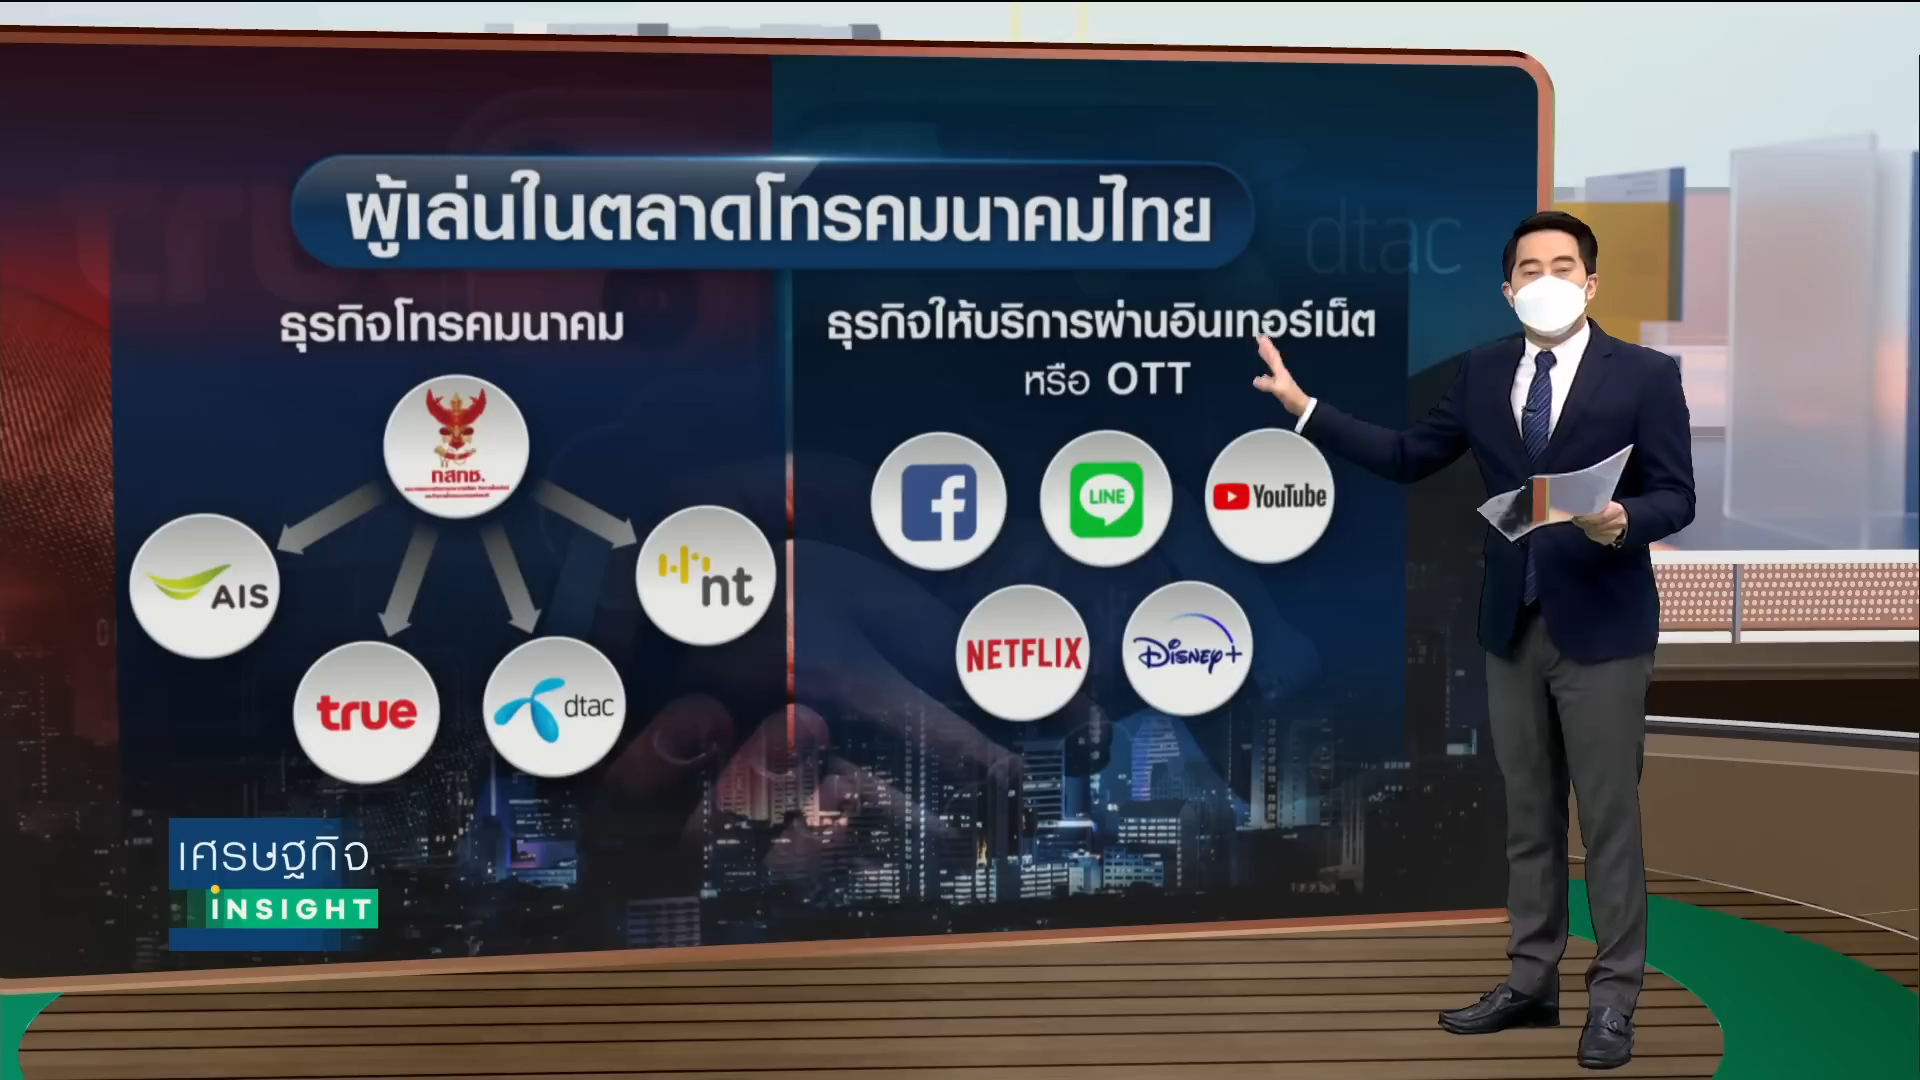 ผู้เล่นในตลาดโทรคมนาคมไทย
dtac
ธุรกิจโทรคมนาคม
กสทช.
AIS
true
dtac
nt
ธุรกิจให้บริการผ่านอินเทอร์เน็ต
หรือ OTT
f
LINE
YouTube
NETFLIX
Disney+
เศรษฐกิจ
iNSIGHT